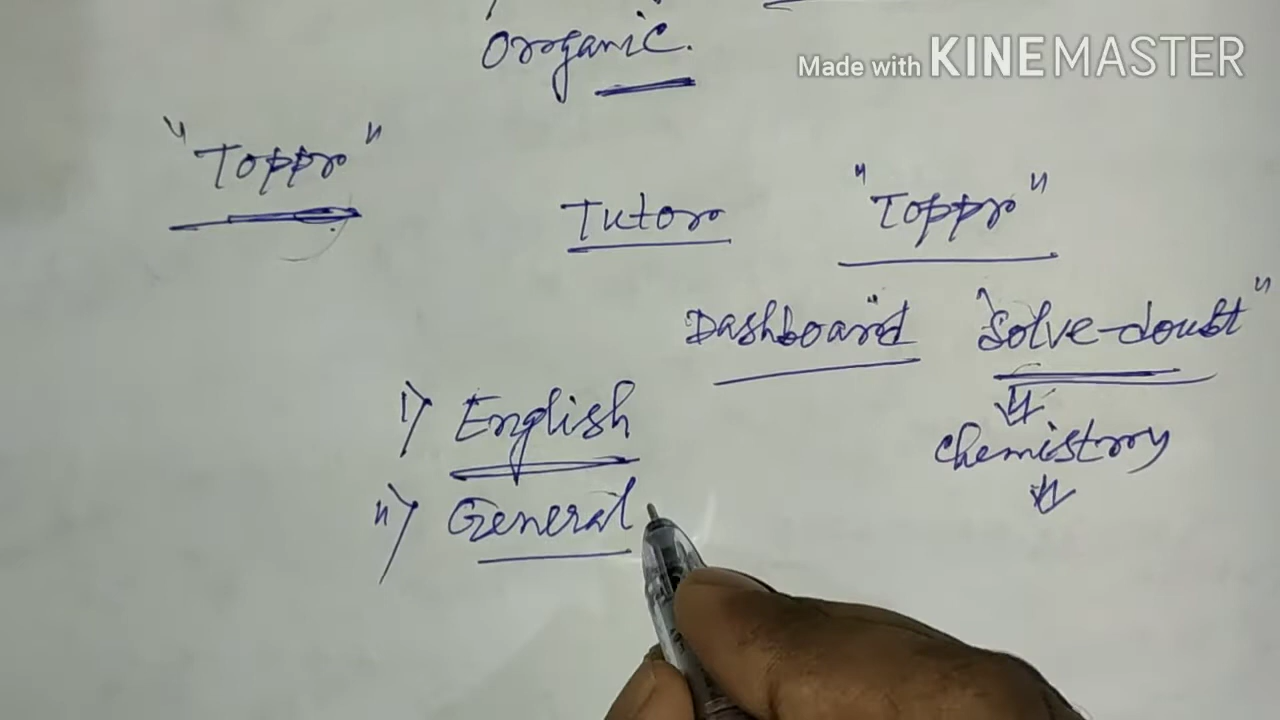 Organic.
Made with KINEMASTER
"Toppr"
Tutor "Toppr"
Dashboard "Solve-doubt"
i) English
Chemistry
ii) General